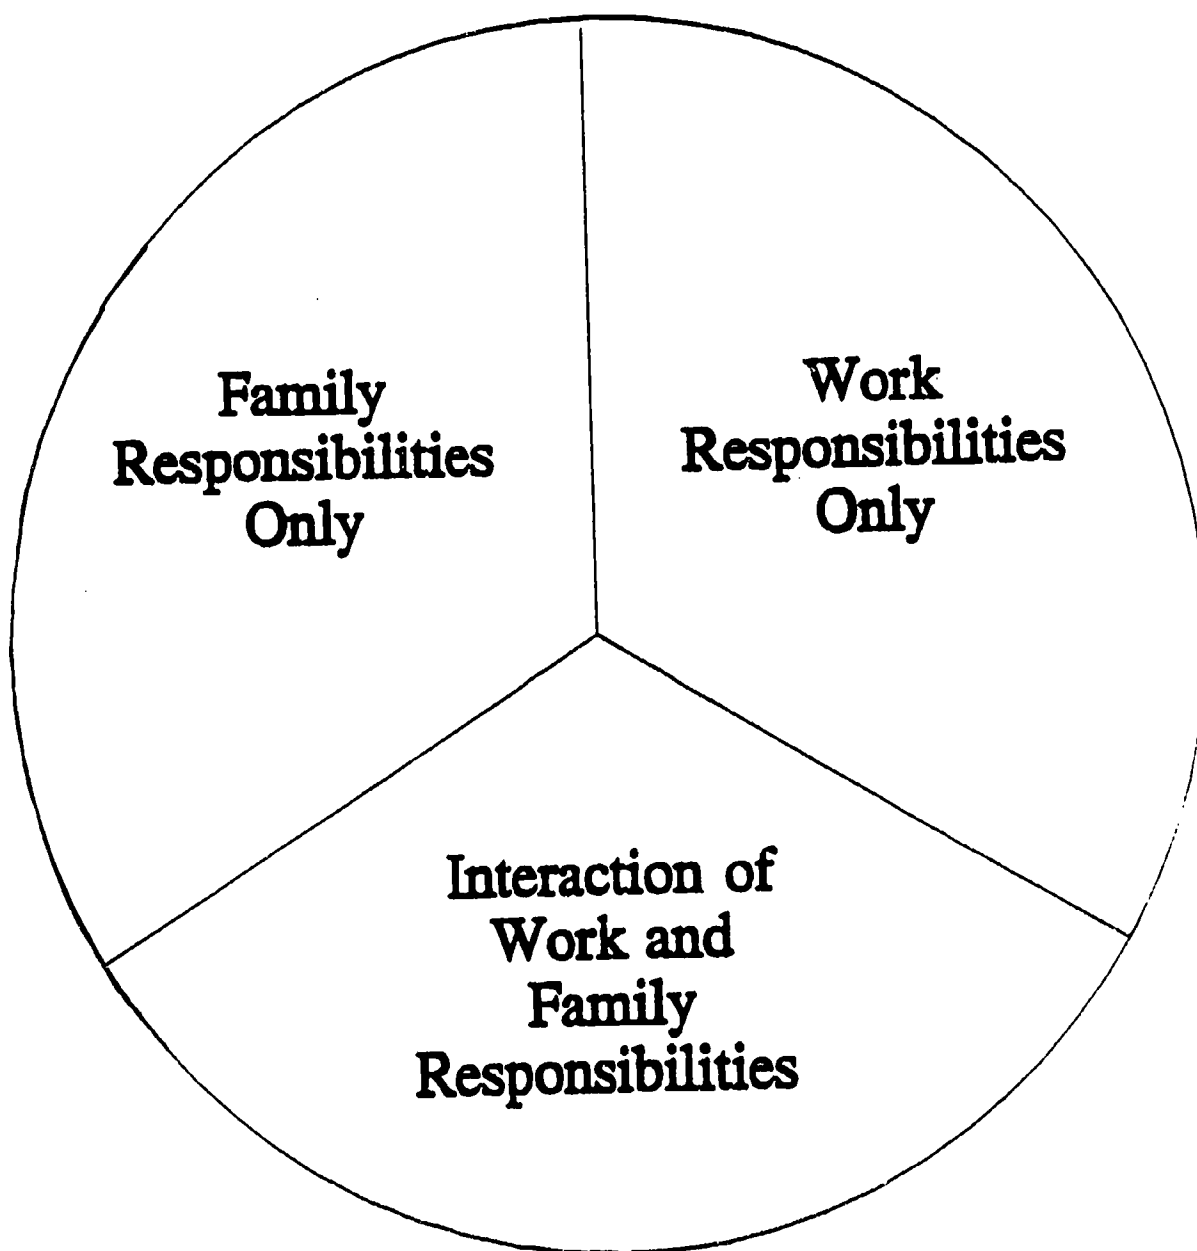 Family
Responsibilities
Only
Work
Responsibilities
Only
Interaction of
Work and
Family
Responsibilities